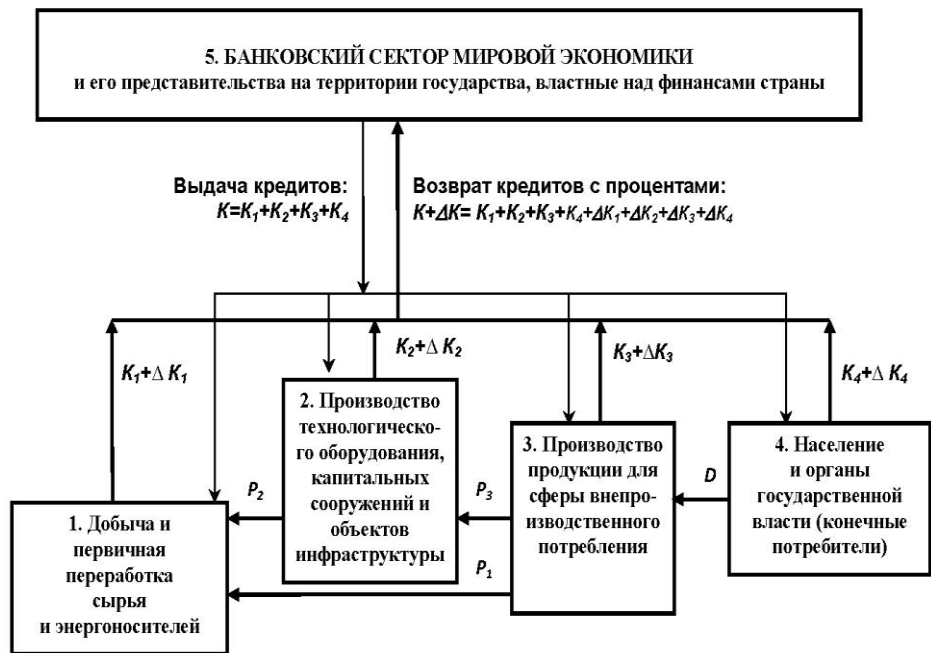 5. БАНКОВСКИЙ СЕКТОР МИРОВОЙ ЭКОНОМИКИ
и его представительства на территории государства, властные над финансами страны
Выдача кредитов:
K=K₁+K₂+K₃+K₄
Возврат кредитов с процентами:
K+ΔK= K₁+K₂+K₃+K₄+ΔK₁+ΔK₂+ΔK₃+ΔK₄
K₁+Δ K₁
K₂+Δ K₂
K₃+ΔK₃
K₄+Δ K₄
2. Производство
технологическо-
го оборудования,
капитальных
сооружений и
объектов
инфраструктуры
3. Производство
продукции для
сферы внепро-
изводственного
потребления
4. Население
и органы
государственной
власти (конечные
потребители)
P₂
P₃
D
P₁
1. Добыча и
первичная
переработка
сырья
и энергоносителей